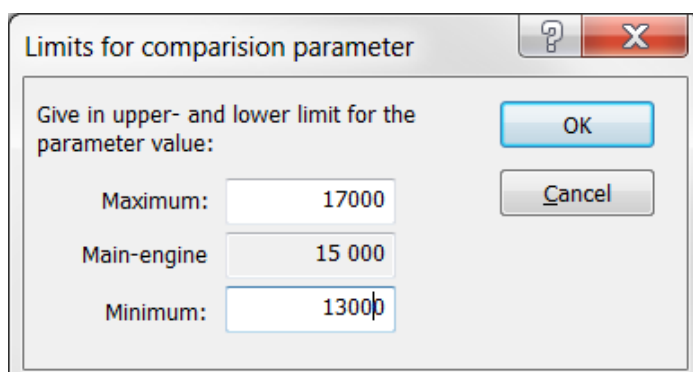 Limits for comparision parameter
Give in upper- and lower limit for the
parameter value:
OK
Cancel
Maximum: 17000
Main-engine 15 000
Minimum: 13000